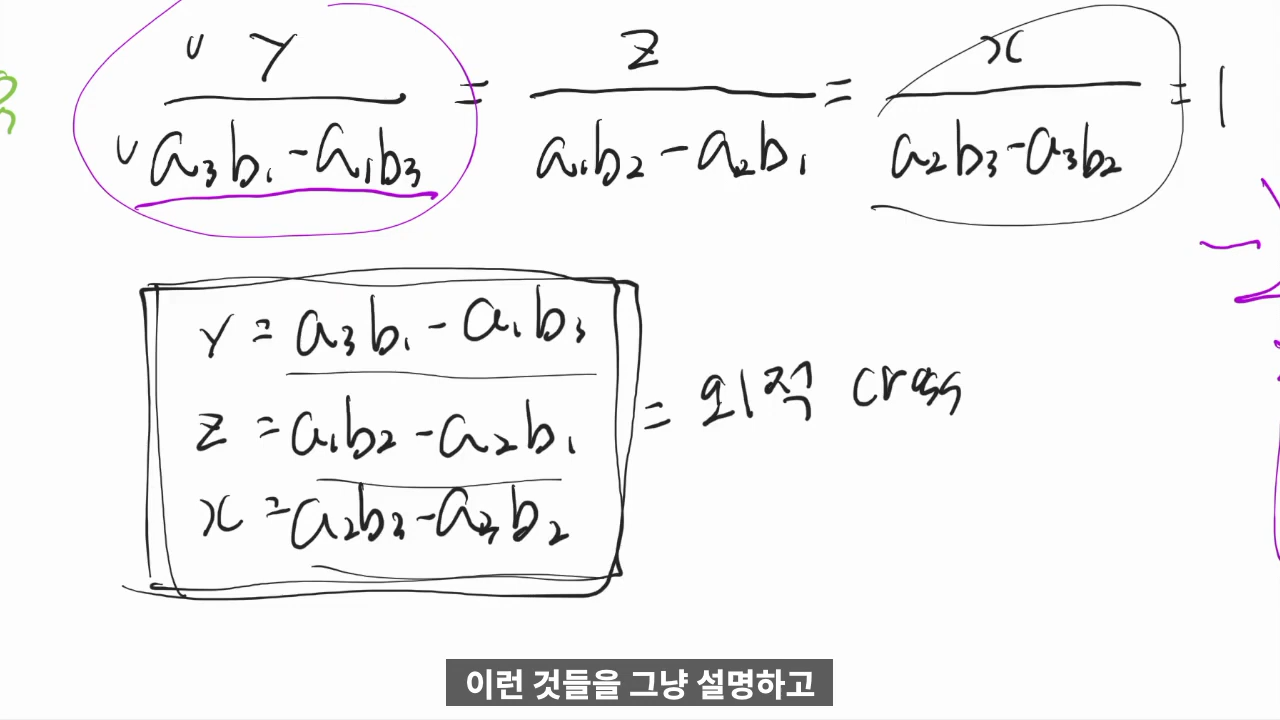 y / (a₃b₁ - a₁b₃) = z / (a₁b₂ - a₂b₁) = x / (a₂b₃ - a₃b₂) = 1
y = a₃b₁ - a₁b₃
z = a₁b₂ - a₂b₁ = 외적 cross
x = a₂b₃ - a₃b₂
이런 것들을 그냥 설명하고